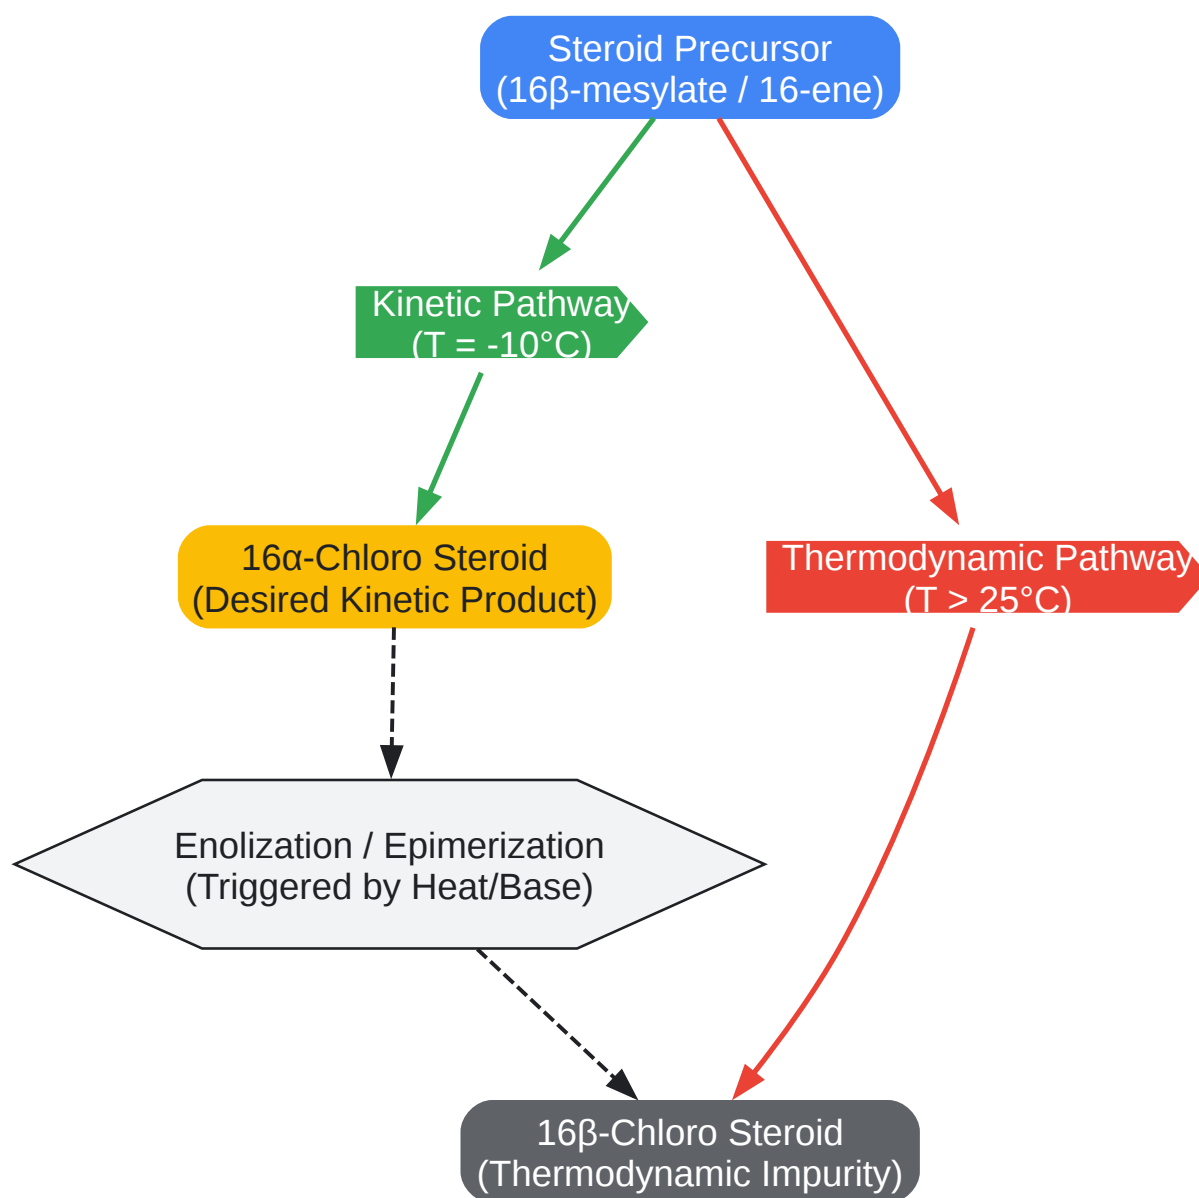 Steroid Precursor
(16β-mesylate / 16-ene)
Kinetic Pathway
(T = -10°C)
16α-Chloro Steroid
(Desired Kinetic Product)
Thermodynamic Pathway
(T > 25°C)
Enolization / Epimerization
(Triggered by Heat/Base)
16β-Chloro Steroid
(Thermodynamic Impurity)